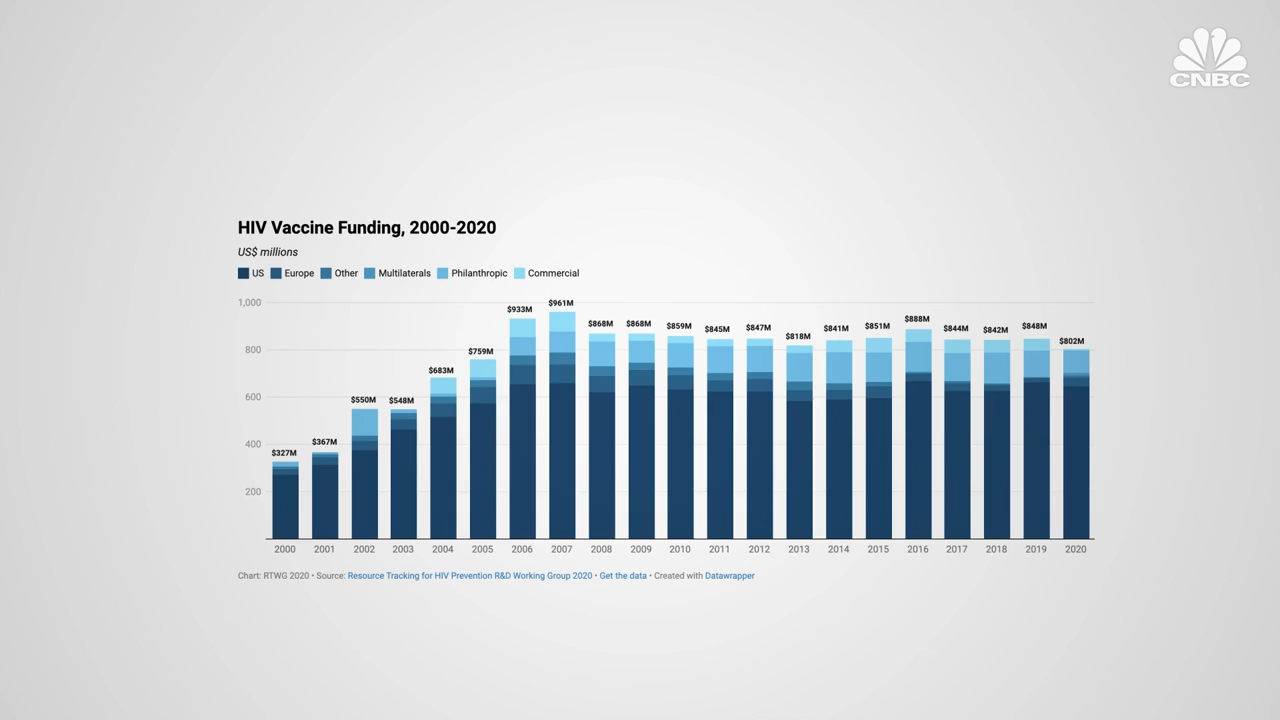 CNBC
HIV Vaccine Funding, 2000-2020
US$ millions
US Europe Other Multilaterals Philanthropic Commercial
1,000
800
600
400
200
$327M $367M $550M $548M $683M $759M $933M $961M $868M $868M $859M $845M $847M $818M $841M $851M $888M $844M $842M $848M $802M
2000 2001 2002 2003 2004 2005 2006 2007 2008 2009 2010 2011 2012 2013 2014 2015 2016 2017 2018 2019 2020
Chart: RTWG 2020 • Source: Resource Tracking for HIV Prevention R&D Working Group 2020 • Get the data • Created with Datawrapper